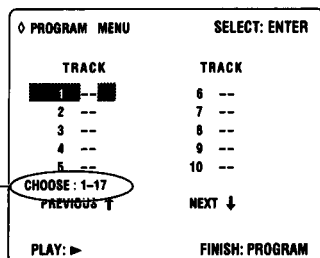 ◊ PROGRAM MENU SELECT: ENTER
TRACK TRACK
1 -- 6 --
2 -- 7 --
3 -- 8 --
4 -- 9 --
5 -- 10 --
CHOOSE : 1–17
PREVIOUS ↑ NEXT ↓
PLAY: ► FINISH: PROGRAM